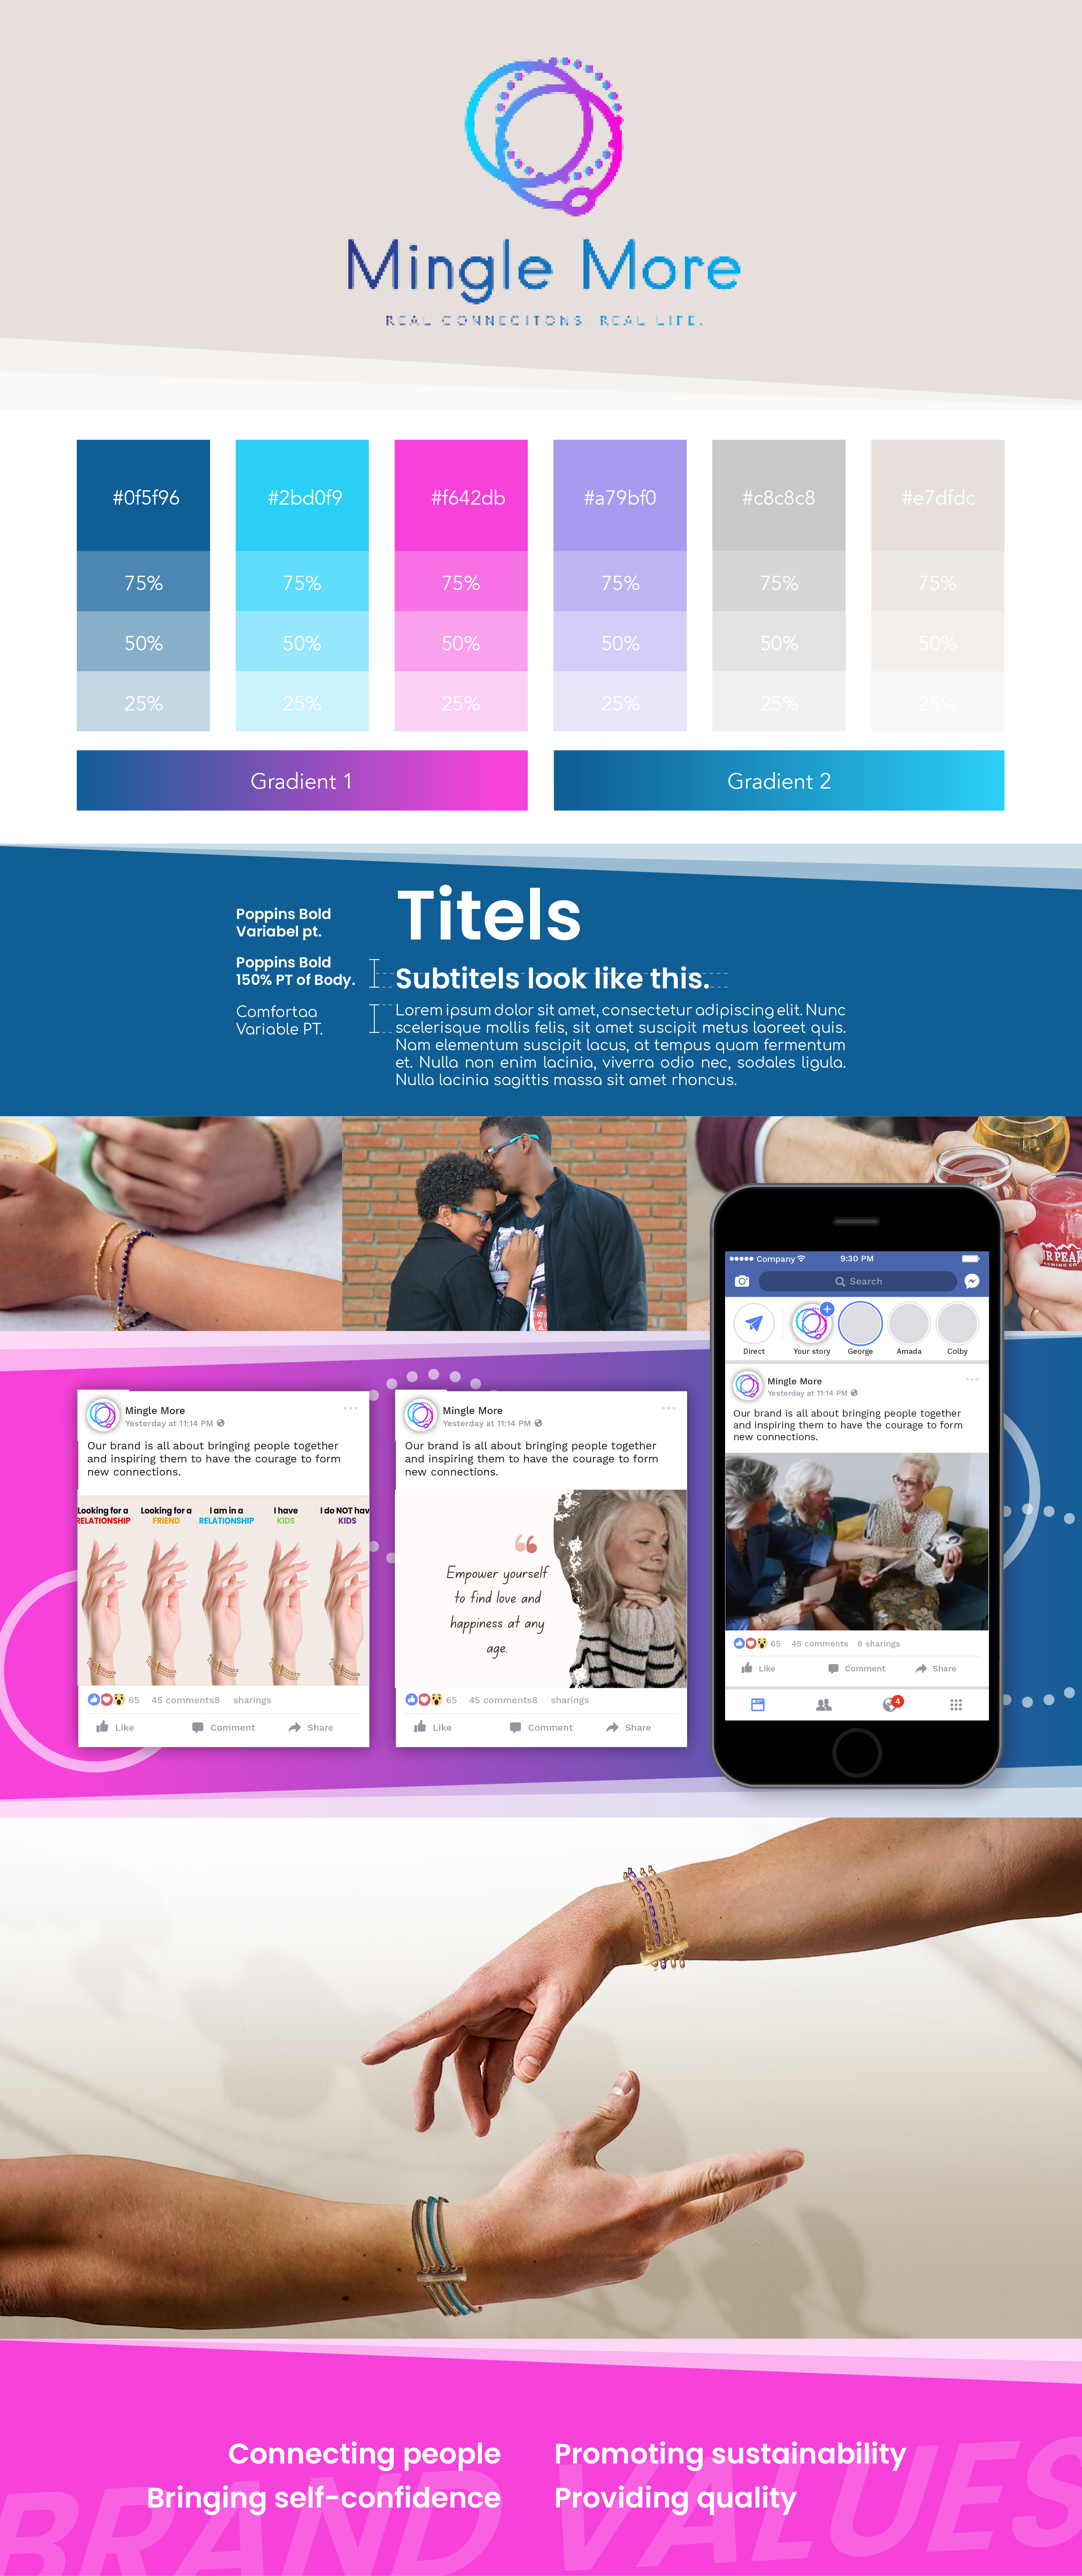 Mingle More
REAL CONNECITONS. REAL LIFE.
#0f5f96
#2bd0f9
#f642db
#a79bf0
#c8c8c8
#e7dfdc
75%
75%
75%
75%
75%
75%
50%
50%
50%
50%
50%
50%
25%
25%
25%
25%
25%
25%
Gradient 1
Gradient 2
Poppins Bold
Variabel pt.
Titels
Poppins Bold
150% PT of Body.
Subtitels look like this.
Comfortaa
Variable PT.
Lorem ipsum dolor sit amet, consectetur adipiscing elit. Nunc
scelerisque mollis felis, sit amet suscipit metus laoreet quis.
Nam elementum suscipit lacus, at tempus quam fermentum
et. Nulla non enim lacinia, viverra odio nec, sodales ligula.
Nulla lacinia sagittis massa sit amet rhoncus.
Company
9:30 PM
Search
Direct
Your story
George
Amada
Colby
Mingle More
Yesterday at 11:14 PM
Our brand is all about bringing people together
and inspiring them to have the courage to form
new connections.
65 45 comments 8 sharings
Like
Comment
Share
4
Mingle More
Yesterday at 11:14 PM
Our brand is all about bringing people together
and inspiring them to have the courage to form
new connections.
Looking for a
RELATIONSHIP
Looking for a
FRIEND
I am in a
RELATIONSHIP
I have
KIDS
I do NOT hav
KIDS
65 45 comments8 sharings
Like
Comment
Share
Mingle More
Yesterday at 11:14 PM
Our brand is all about bringing people together
and inspiring them to have the courage to form
new connections.
Empower yourself
to find love and
happiness at any
age.
65 45 comments8 sharings
Like
Comment
Share
Connecting people
Bringing self-confidence
Promoting sustainability
Providing quality
BRAND VALUES